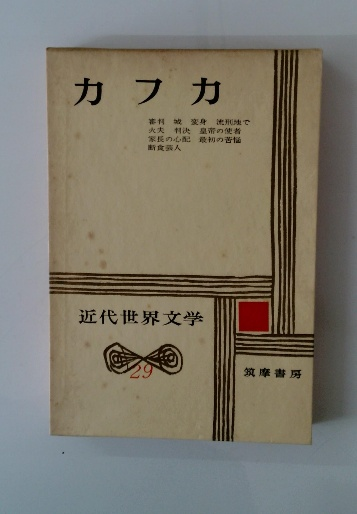 カフカ
審判 城 変身 流刑地で
火夫 判決 皇帝の使者
家長の心配 最初の苦悩
断食芸人
近代世界文学
29
筑摩書房